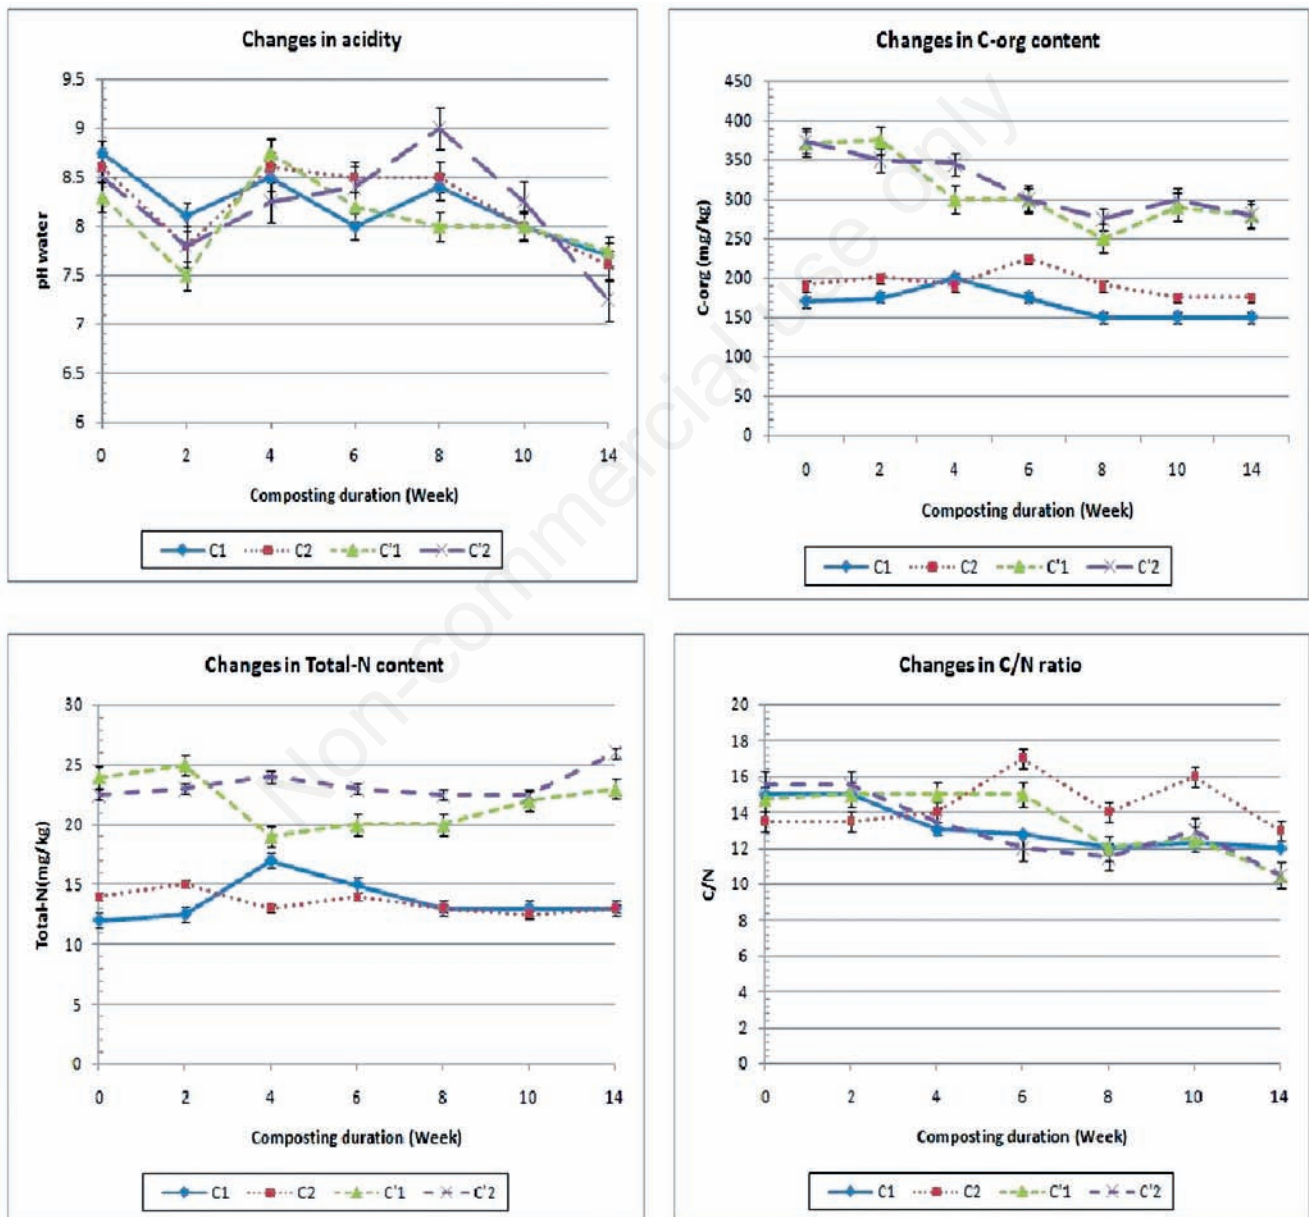 Changes in acidity
9.5
9
8.5
8
7.5
7
6.5
6
pH water
0 2 4 6 8 10 14
Composting duration (Week)
C1 C2 C'1 C'2
Changes in C-org content
450
400
350
300
250
200
150
100
50
0
C-org (mg/kg)
0 2 4 6 8 10 14
Composting duration (Week)
C1 C2 C'1 C'2
Changes in Total-N content
30
25
20
15
10
5
0
Total-N(mg/kg)
0 2 4 6 8 10 14
Composting duration (Week)
C1 C2 C'1 C'2
Changes in C/N ratio
20
18
16
14
12
10
8
6
4
2
0
C/N
0 2 4 6 8 10 14
Composting duration (Week)
C1 C2 C'1 C'2
Non-commercial use only